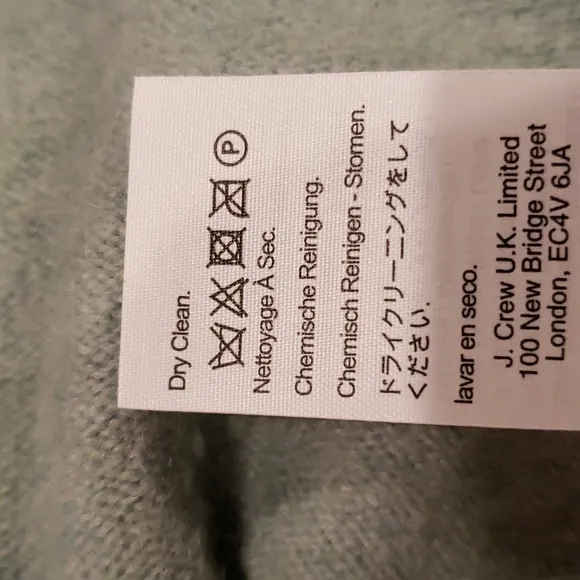 Dry Clean.
P
Nettoyage À Sec.
Chemische Reinigung.
Chemisch Reinigen - Stomen.
ドライクリーニングをして
ください.
lavar en seco.
J. Crew U.K. Limited
100 New Bridge Street
London, EC4V 6JA